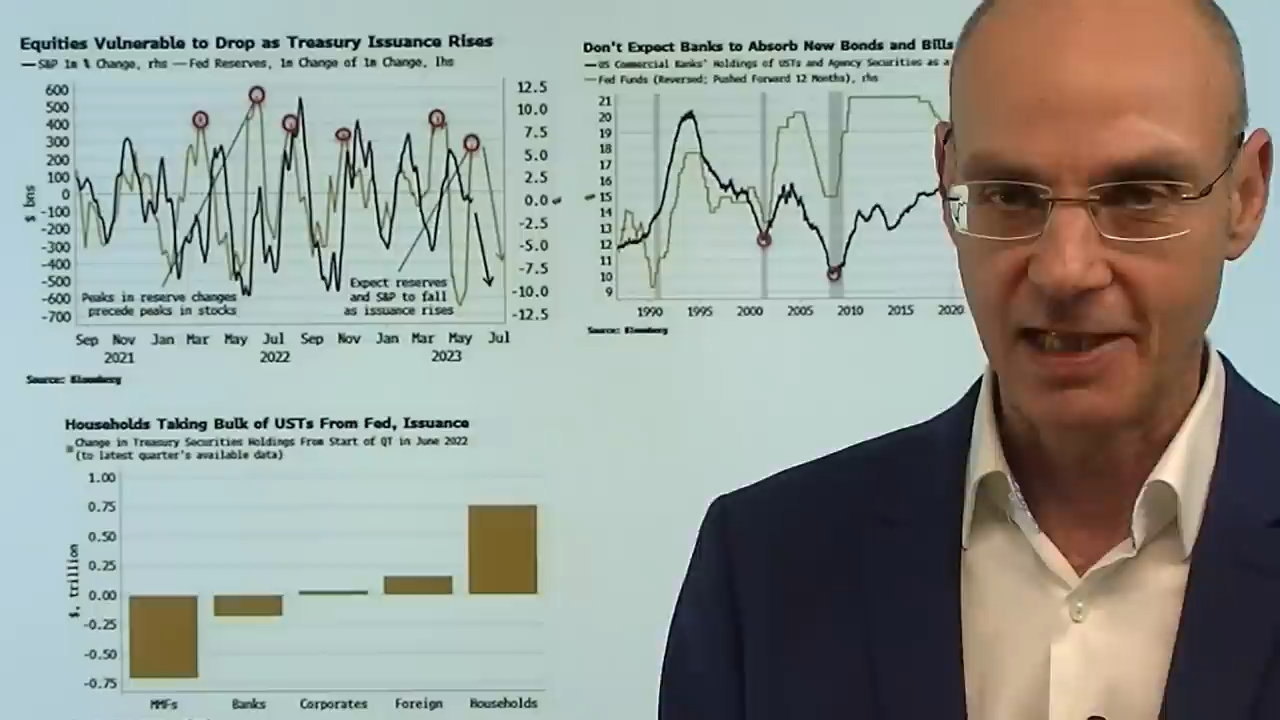 Equities Vulnerable to Drop as Treasury Issuance Rises
S&P 1m % Change, rhs — Fed Reserves, 1m Change of 1m Change, lhs
600
500
400
300
200
100
0
-100
-200
-300
-400
-500
-600
-700
$ bns
12.5
10.0
7.5
5.0
2.5
0.0
-2.5
-5.0
-7.5
-10.0
-12.5
%
Peaks in reserve changes
precede peaks in stocks
Expect reserves
and S&P to fall
as issuance rises
Sep Nov Jan Mar May Jul Sep Nov Jan Mar May Jul
2021 2022 2023
Source: Bloomberg
Don't Expect Banks to Absorb New Bonds and Bills
US Commercial Banks' Holdings of USTs and Agency Securities as a
Fed Funds (Reversed; Pushed Forward 12 Months), rhs
21
20
19
18
17
16
15
14
13
12
11
10
9
%
1990 1995 2000 2005 2010 2015 2020
Source: Bloomberg
Households Taking Bulk of USTs From Fed, Issuance
Change in Treasury Securities Holdings From Start of QT in June 2022
(to latest quarter's available data)
1.00
0.75
0.50
0.25
0.00
-0.25
-0.50
-0.75
$, trillion
MMFs Banks Corporates Foreign Households